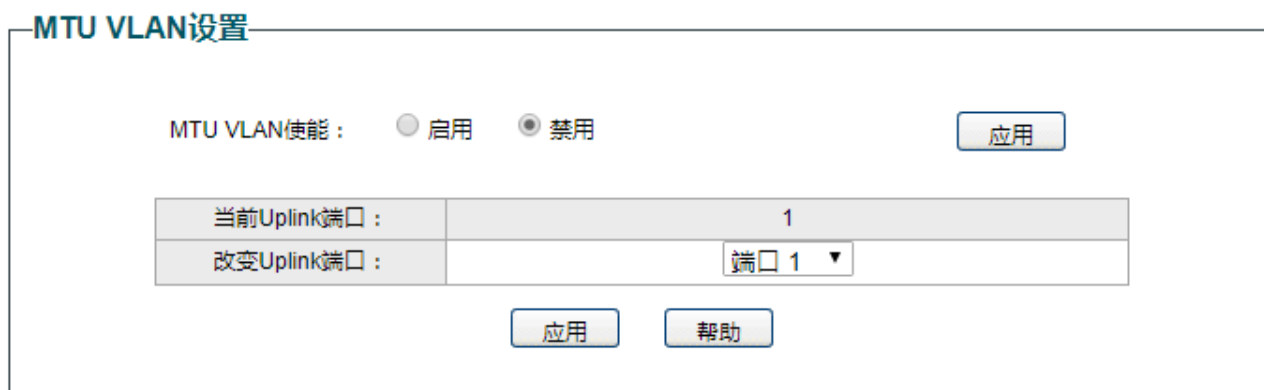 MTU VLAN设置
MTU VLAN使能： 启用 禁用 应用
当前Uplink端口： 1
改变Uplink端口： 端口 1
应用 帮助